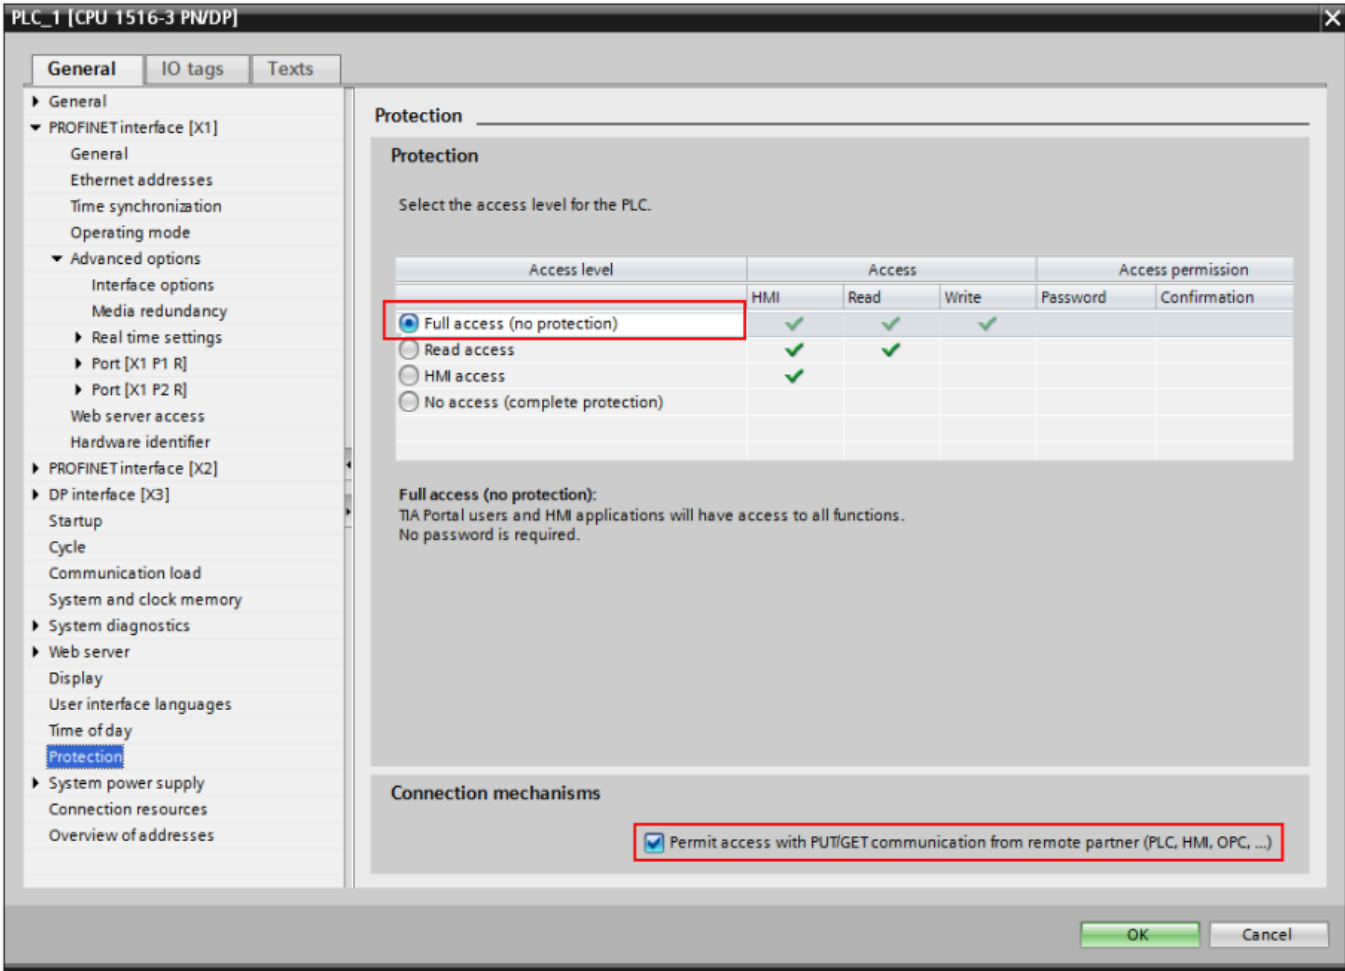 PLC_1 [CPU 1516-3 PN/DP]
General
IO tags
Texts
General
PROFINET interface [X1]
General
Ethernet addresses
Time synchronization
Operating mode
Advanced options
Interface options
Media redundancy
Real time settings
Port [X1 P1 R]
Port [X1 P2 R]
Web server access
Hardware identifier
PROFINET interface [X2]
DP interface [X3]
Startup
Cycle
Communication load
System and clock memory
System diagnostics
Web server
Display
User interface languages
Time of day
Protection
System power supply
Connection resources
Overview of addresses
Protection
Protection
Select the access level for the PLC.
Access level Access Access permission
HMI Read Write Password Confirmation
Full access (no protection)
Read access
HMI access
No access (complete protection)
Full access (no protection):
TIA Portal users and HMI applications will have access to all functions.
No password is required.
Connection mechanisms
Permit access with PUT/GET communication from remote partner (PLC, HMI, OPC, ...)
OK
Cancel